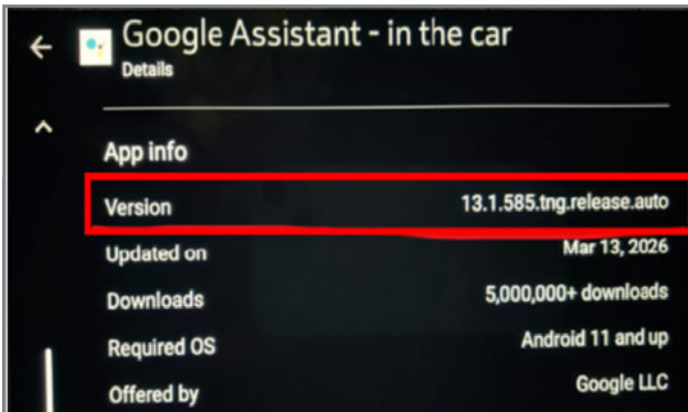 Google Assistant - in the car
Details
App info
Version 13.1.585.tng.release.auto
Updated on Mar 13, 2026
Downloads 5,000,000+ downloads
Required OS Android 11 and up
Offered by Google LLC